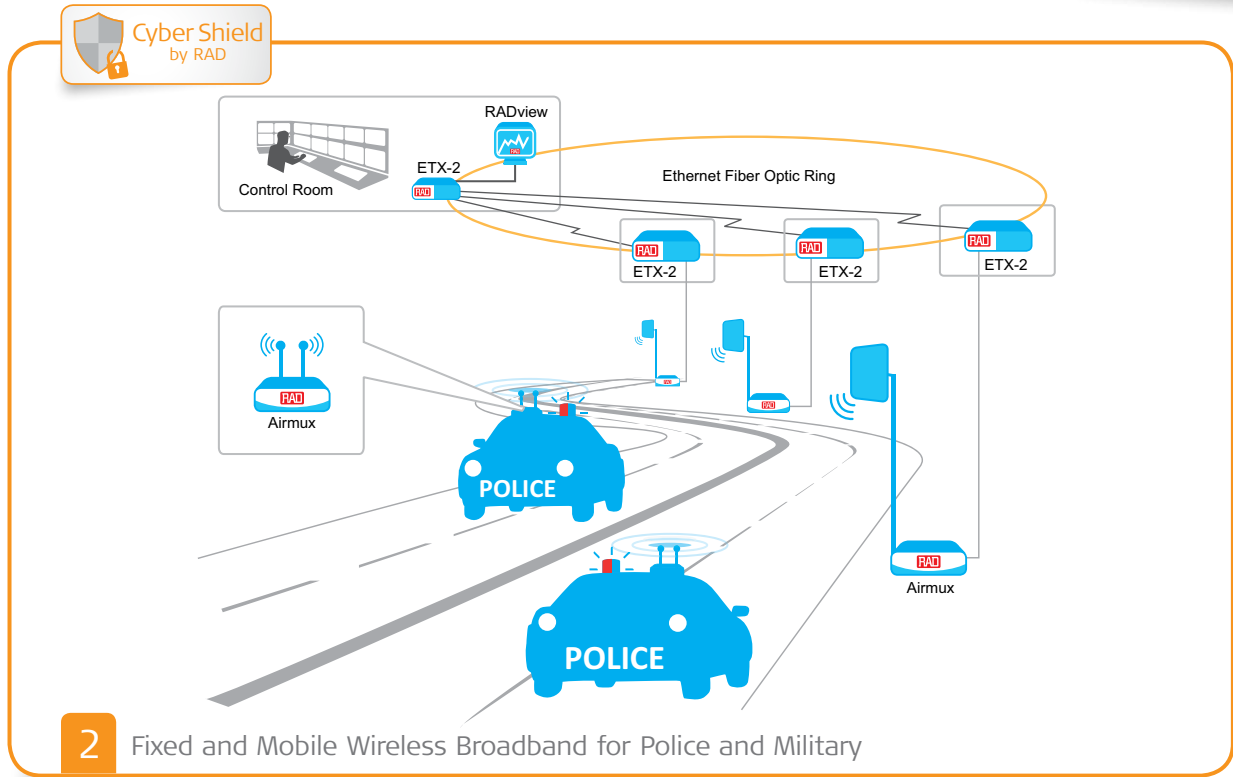 Cyber Shield
by RAD
RADview
RAD
ETX-2
RAD
Control Room
Ethernet Fiber Optic Ring
RAD
ETX-2
RAD
ETX-2
RAD
ETX-2
RAD
Airmux
RAD
RAD
POLICE
RAD
Airmux
POLICE
2 Fixed and Mobile Wireless Broadband for Police and Military